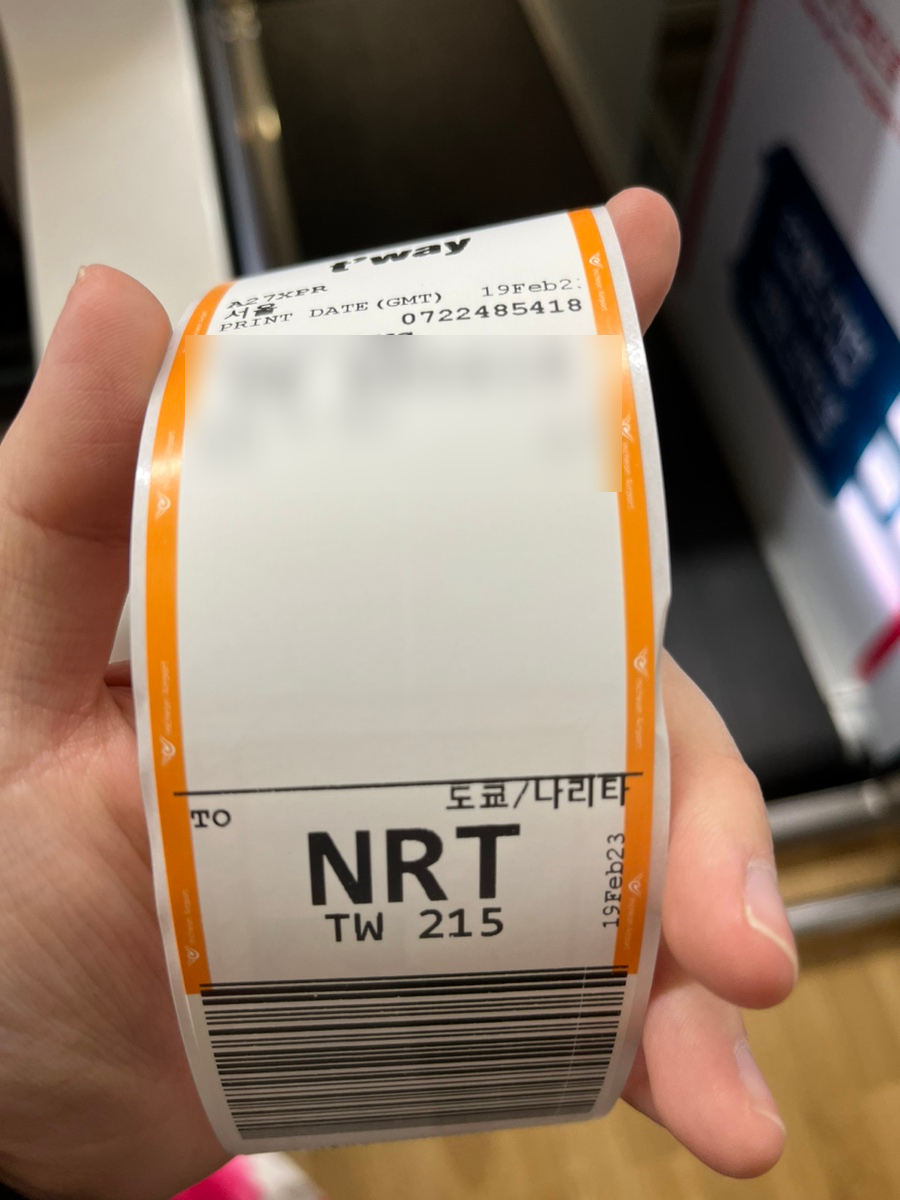 t'way
A27XPR
서울
PRINT DATE (GMT) 19Feb2
0722485418
도쿄/나리타
TO
NRT
TW 215
19Feb23